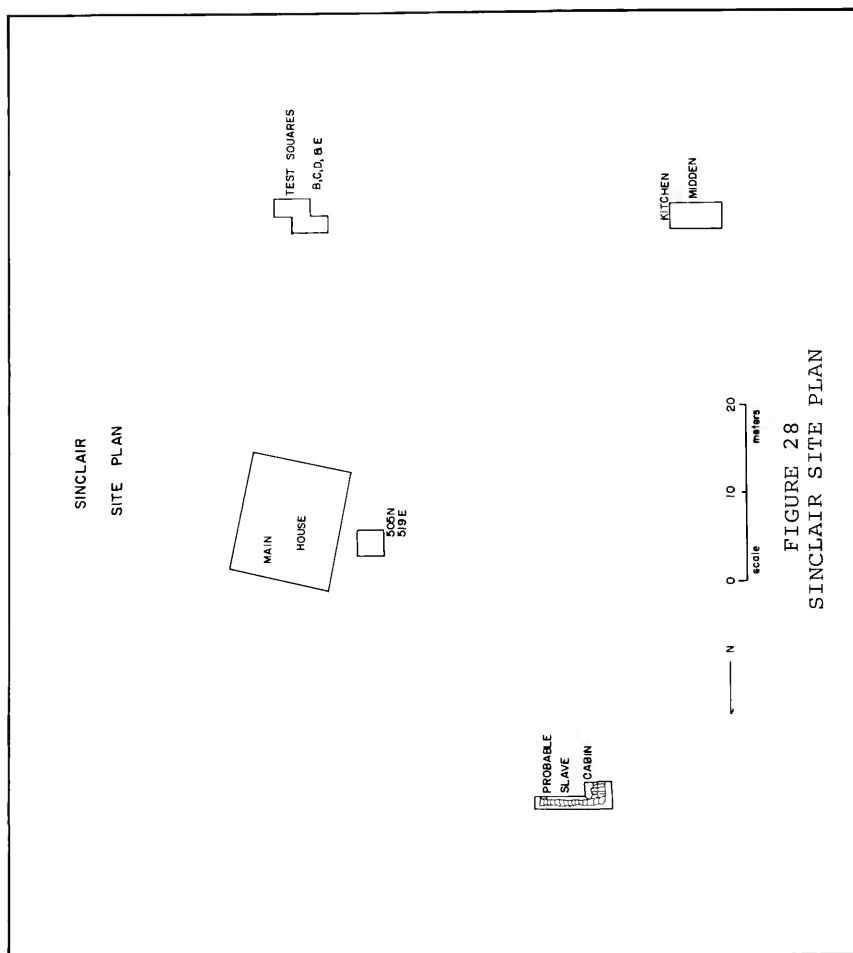 SINCLAIR
SITE PLAN
TEST SQUARES
B,C,D, & E
MAIN
HOUSE
505N
519E
KITCHEN
MIDDEN
PROBABLE
SLAVE
CABIN
N
0 10 20
scale meters
FIGURE 28
SINCLAIR SITE PLAN